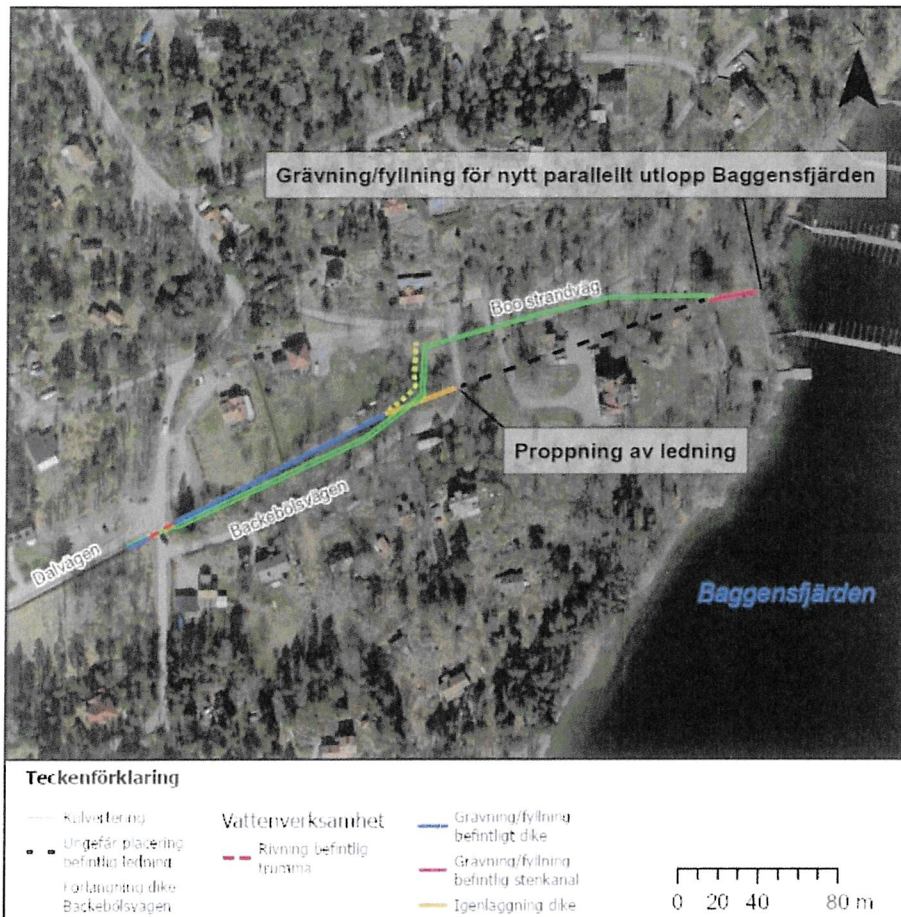 Grävning/fyllning för nytt parallellt utlopp Baggensfjärden
Boo strandväg
Proppning av ledning
Backebölsvägen
Dalvägen
Baggensfjärden
Teckenförklaring
Kulvertering
Ungefär placering
befintlig ledning
Förlängning dike
Backebölsvägen
Vattenverksamhet
Rivning befintlig
trumma
Grävning/fyllning
befintligt dike
Grävning/fyllning
befintlig stenkanal
Igenläggning dike
0 20 40 80 m